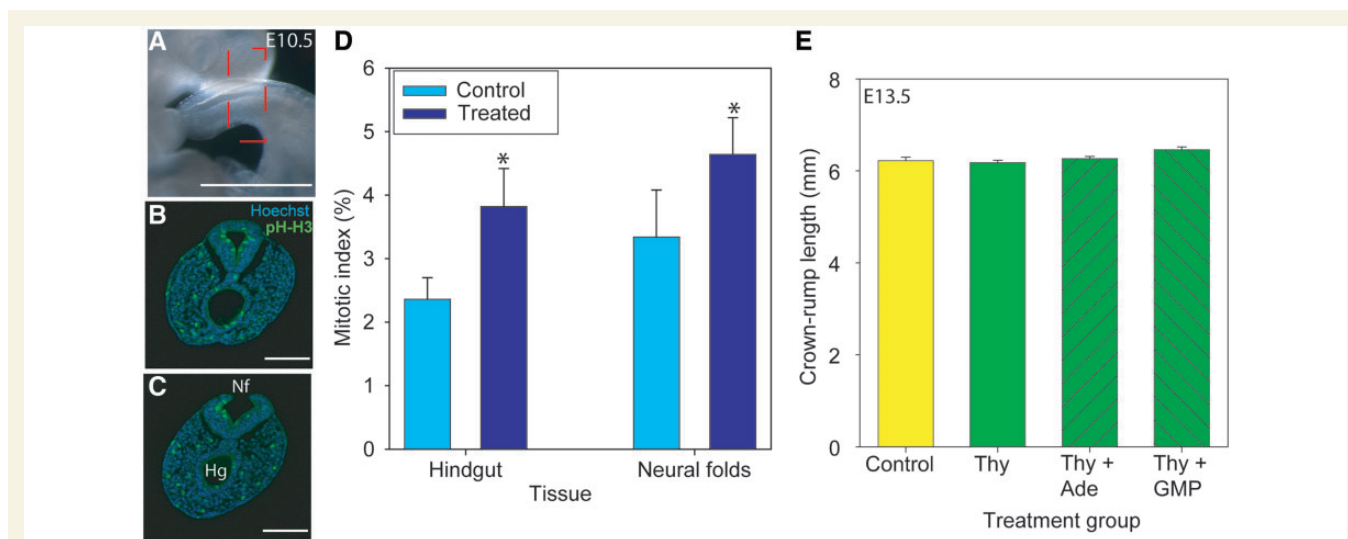 A
E10.5
B
Hoechst
pH-H3
C
Nf
Hg
D
6
5
4
3
2
1
0
Mitotic index (%)
Control
Treated
*
*
Hindgut
Neural folds
Tissue
E
8
6
4
2
0
E13.5
Crown-rump length (mm)
Control
Thy
Thy +
Ade
Thy +
GMP
Treatment group